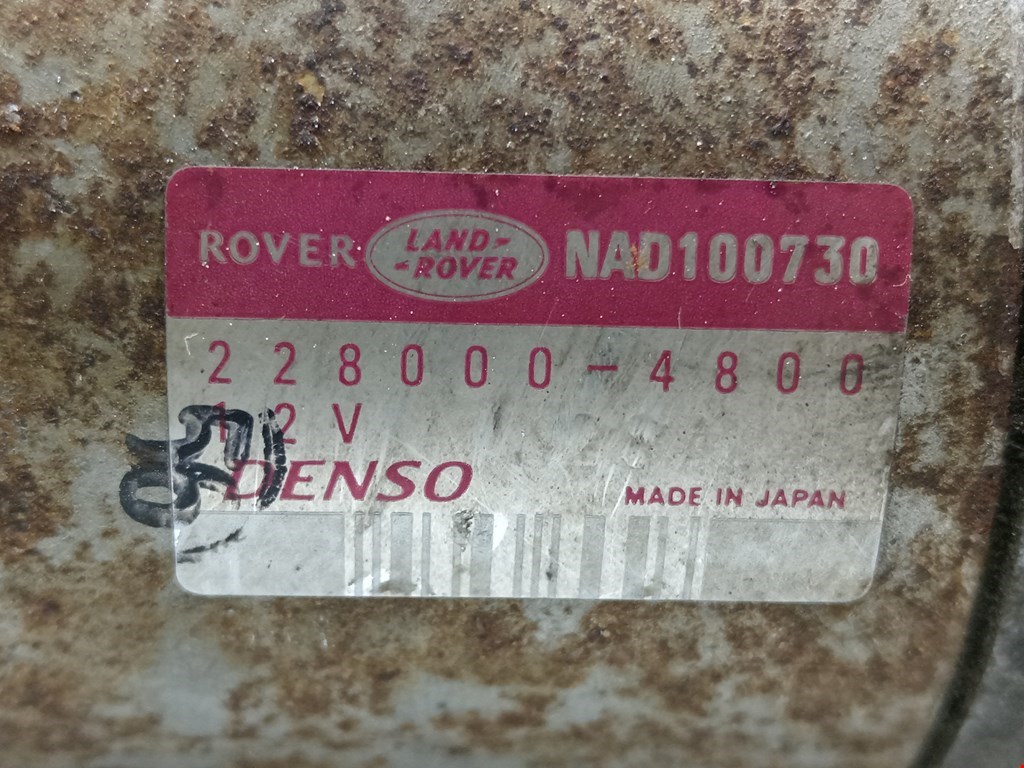 ROVER LAND-ROVER NAD100730
228000-4800
12V
DENSO
MADE IN JAPAN